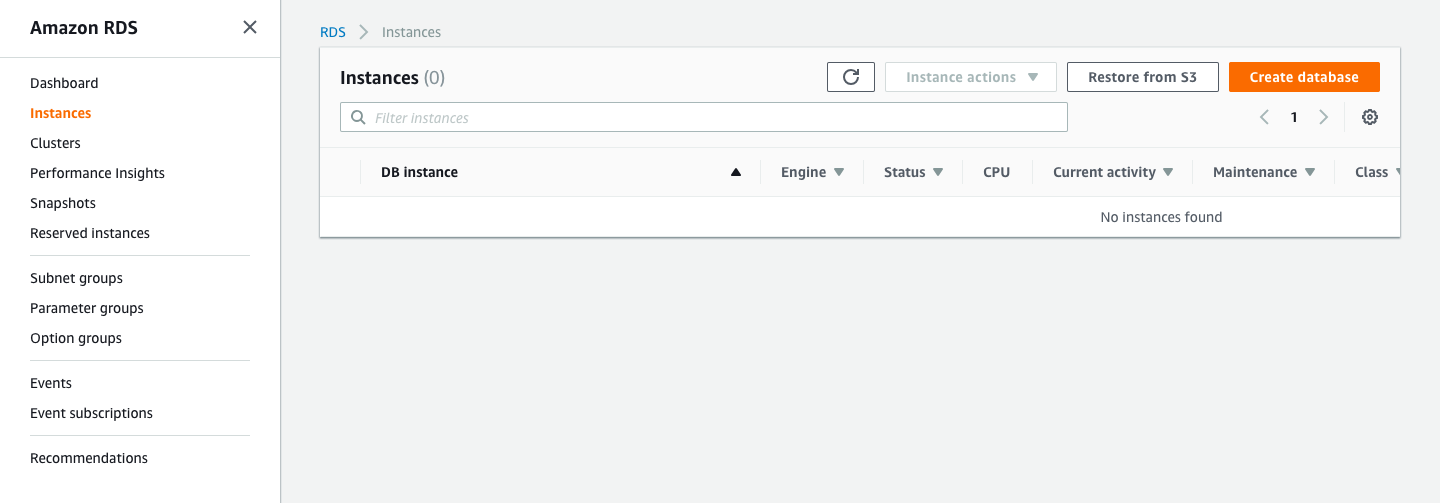 Amazon RDS
Dashboard
Instances
Clusters
Performance Insights
Snapshots
Reserved instances
Subnet groups
Parameter groups
Option groups
Events
Event subscriptions
Recommendations
RDS Instances
Instances (0) Instance actions Restore from S3 Create database
Filter instances 1
DB instance Engine Status CPU Current activity Maintenance Class
No instances found